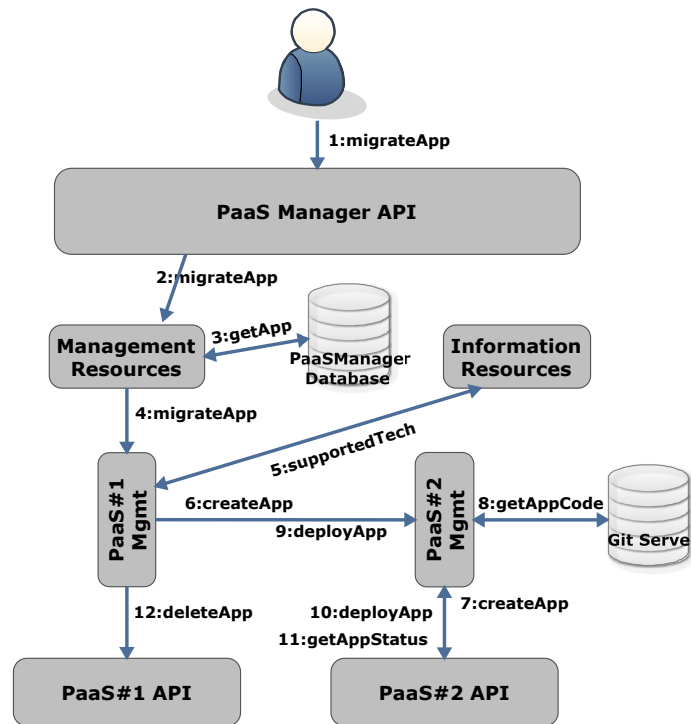 1:migrateApp
PaaS Manager API
2:migrateApp
3:getApp
Management
Resources
PaaSManager
Database
Information
Resources
4:migrateApp
5:supportedTech
PaaS#1
Mgmt
6:createApp
9:deployApp
PaaS#2
Mgmt
8:getAppCode
Git Serve
12:deleteApp
10:deployApp
7:createApp
11:getAppStatus
PaaS#1 API
PaaS#2 API